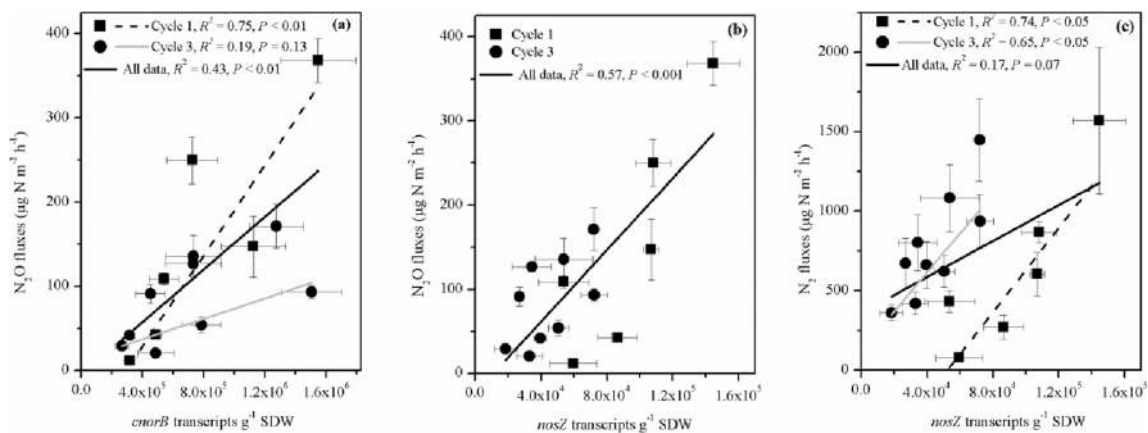 (a)
Cycle 1, R² = 0.75, P < 0.01
Cycle 3, R² = 0.19, P = 0.13
All data, R² = 0.43, P < 0.01
400
300
200
100
0
N₂O fluxes (μg N m⁻² h⁻¹)
0.0 4.0x10⁵ 8.0x10⁵ 1.2x10⁶ 1.6x10⁶
cnorB transcripts g⁻¹ SDW
(b)
Cycle 1
Cycle 3
All data, R² = 0.57, P < 0.001
400
300
200
100
0
N₂O fluxes (μg N m⁻² h⁻¹)
0.0 4.0x10⁴ 8.0x10⁴ 1.2x10⁵ 1.6x10⁵
nosZ transcripts g⁻¹ SDW
(c)
Cycle 1, R² = 0.74, P < 0.05
Cycle 3, R² = 0.65, P < 0.05
All data, R² = 0.17, P = 0.07
2000
1500
1000
500
0
N₂ fluxes (μg N m⁻² h⁻¹)
0.0 4.0x10⁴ 8.0x10⁴ 1.2x10⁵ 1.6x10⁵
nosZ transcripts g⁻¹ SDW